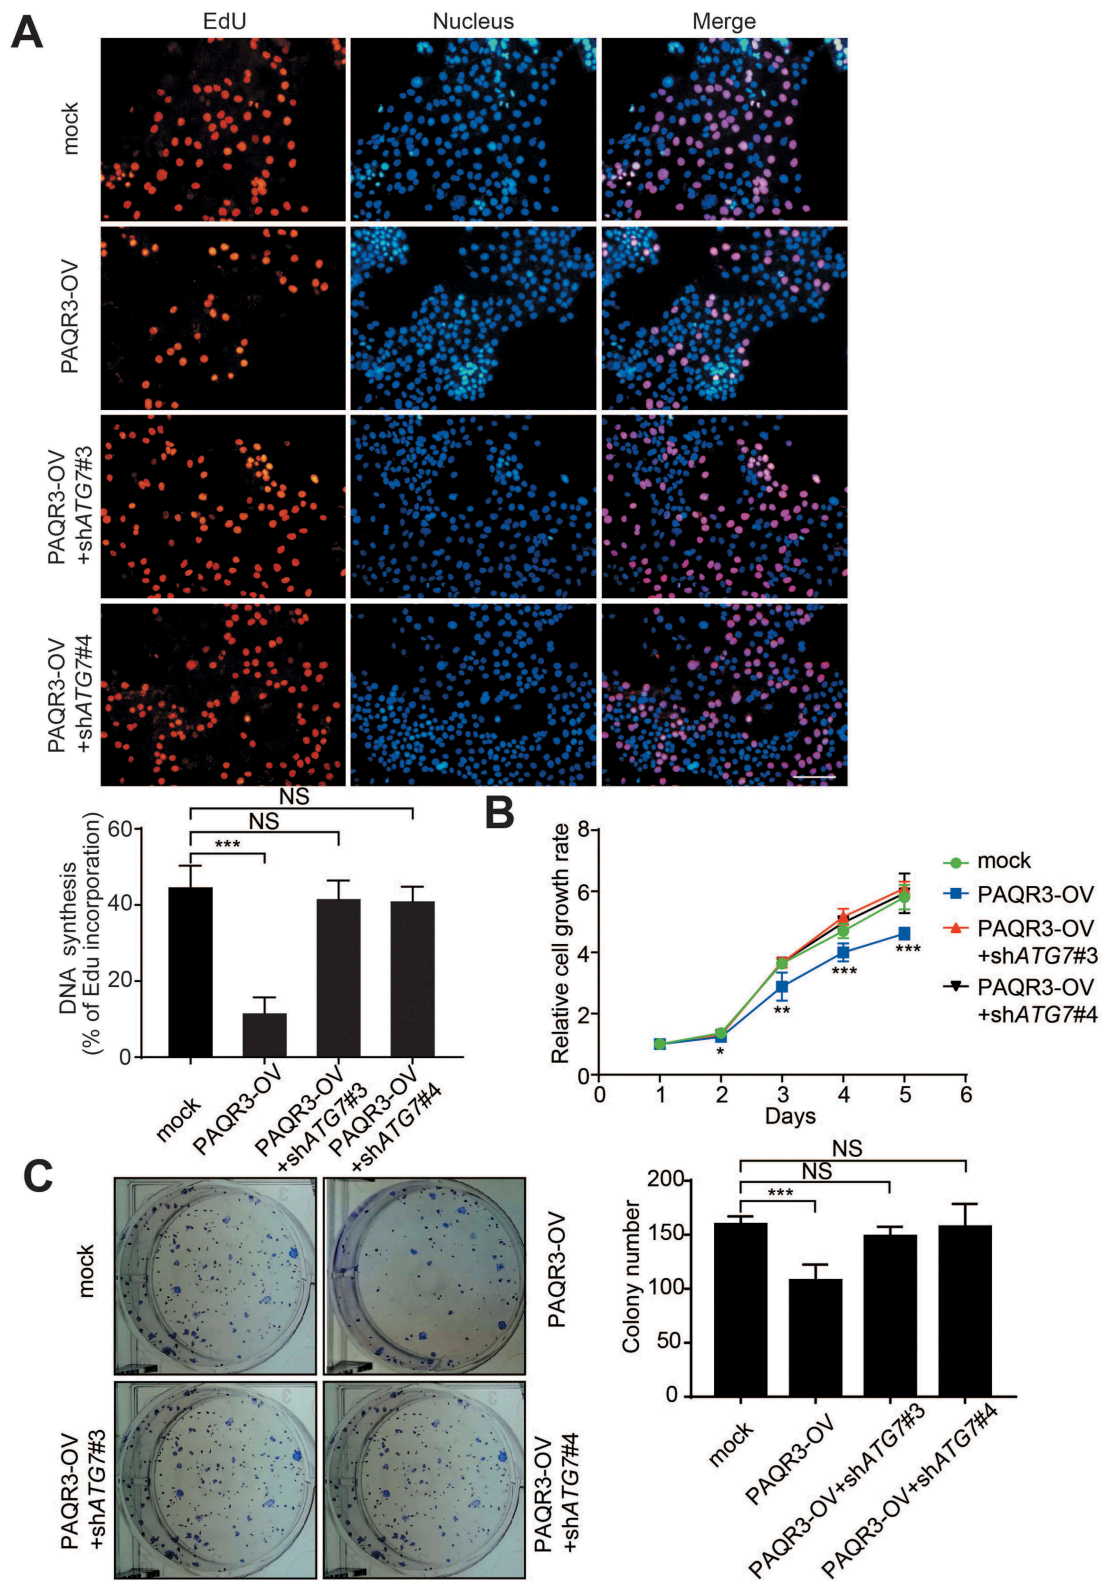 A
EdU
Nucleus
Merge
mock
PAQR3-OV
PAQR3-OV
+shATG7#3
PAQR3-OV
+shATG7#4
NS
NS
***
DNA synthesis
(% of Edu incorporation)
60
40
20
0
mock
PAQR3-OV
PAQR3-OV
+shATG7#3
PAQR3-OV
+shATG7#4
B
Relative cell growth rate
8
6
4
2
0
0
1
2
3
4
5
6
Days
*
**
***
***
mock
PAQR3-OV
PAQR3-OV
+shATG7#3
PAQR3-OV
+shATG7#4
C
mock
PAQR3-OV
PAQR3-OV
+shATG7#3
PAQR3-OV
+shATG7#4
NS
NS
***
Colony number
200
150
100
50
0
mock
PAQR3-OV
PAQR3-OV+shATG7#3
PAQR3-OV+shATG7#4